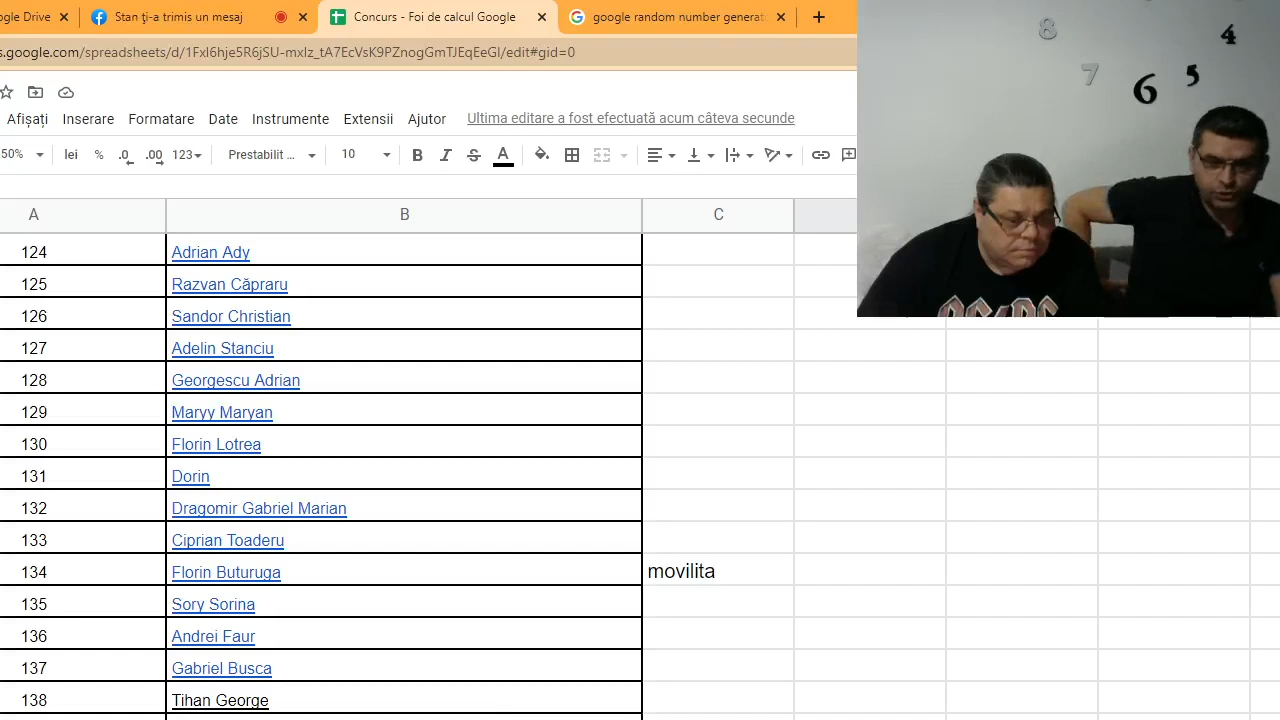 gle Drive
Stan ți-a trimis un mesaj
Concurs - Foi de calcul Google
google random number generat
s.google.com/spreadsheets/d/1Fxl6hje5R6jSU-mxlz_tA7EcVsK9PZnogGmTJEqEeGI/edit#gid=0
Afișați Inserare Formatare Date Instrumente Extensii Ajutor Ultima editare a fost efectuată acum câteva secunde
50% lei % .0 .00 123 Prestabilit ... 10 B I S A
A B C
124 Adrian Ady
125 Razvan Căpraru
126 Sandor Christian
127 Adelin Stanciu
128 Georgescu Adrian
129 Maryy Maryan
130 Florin Lotrea
131 Dorin
132 Dragomir Gabriel Marian
133 Ciprian Toaderu
134 Florin Buturuga movilita
135 Sory Sorina
136 Andrei Faur
137 Gabriel Busca
138 Tihan George
8 4
7 6 5
AC/DC